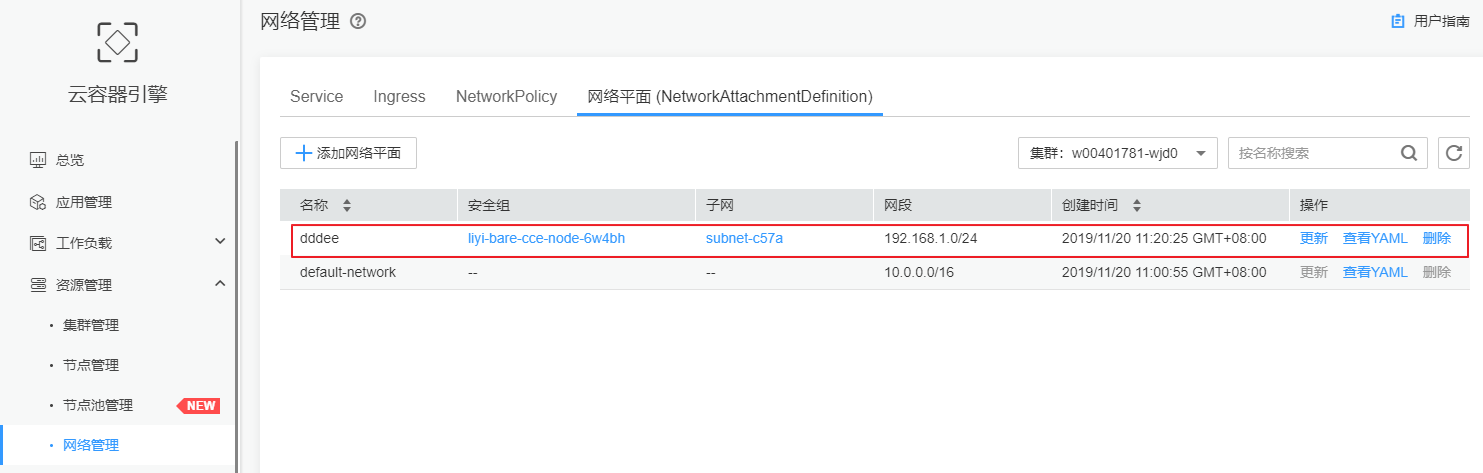 云容器引擎
总览
应用管理
工作负载
资源管理
集群管理
节点管理
节点池管理 NEW
网络管理
网络管理
用户指南
Service Ingress NetworkPolicy 网络平面 (NetworkAttachmentDefinition)
添加网络平面 集群：w00401781-wjd0 按名称搜索
名称 安全组 子网 网段 创建时间 操作
dddee liyi-bare-cce-node-6w4bh subnet-c57a 192.168.1.0/24 2019/11/20 11:20:25 GMT+08:00 更新 查看YAML 删除
default-network -- -- 10.0.0.0/16 2019/11/20 11:00:55 GMT+08:00 更新 查看YAML 删除